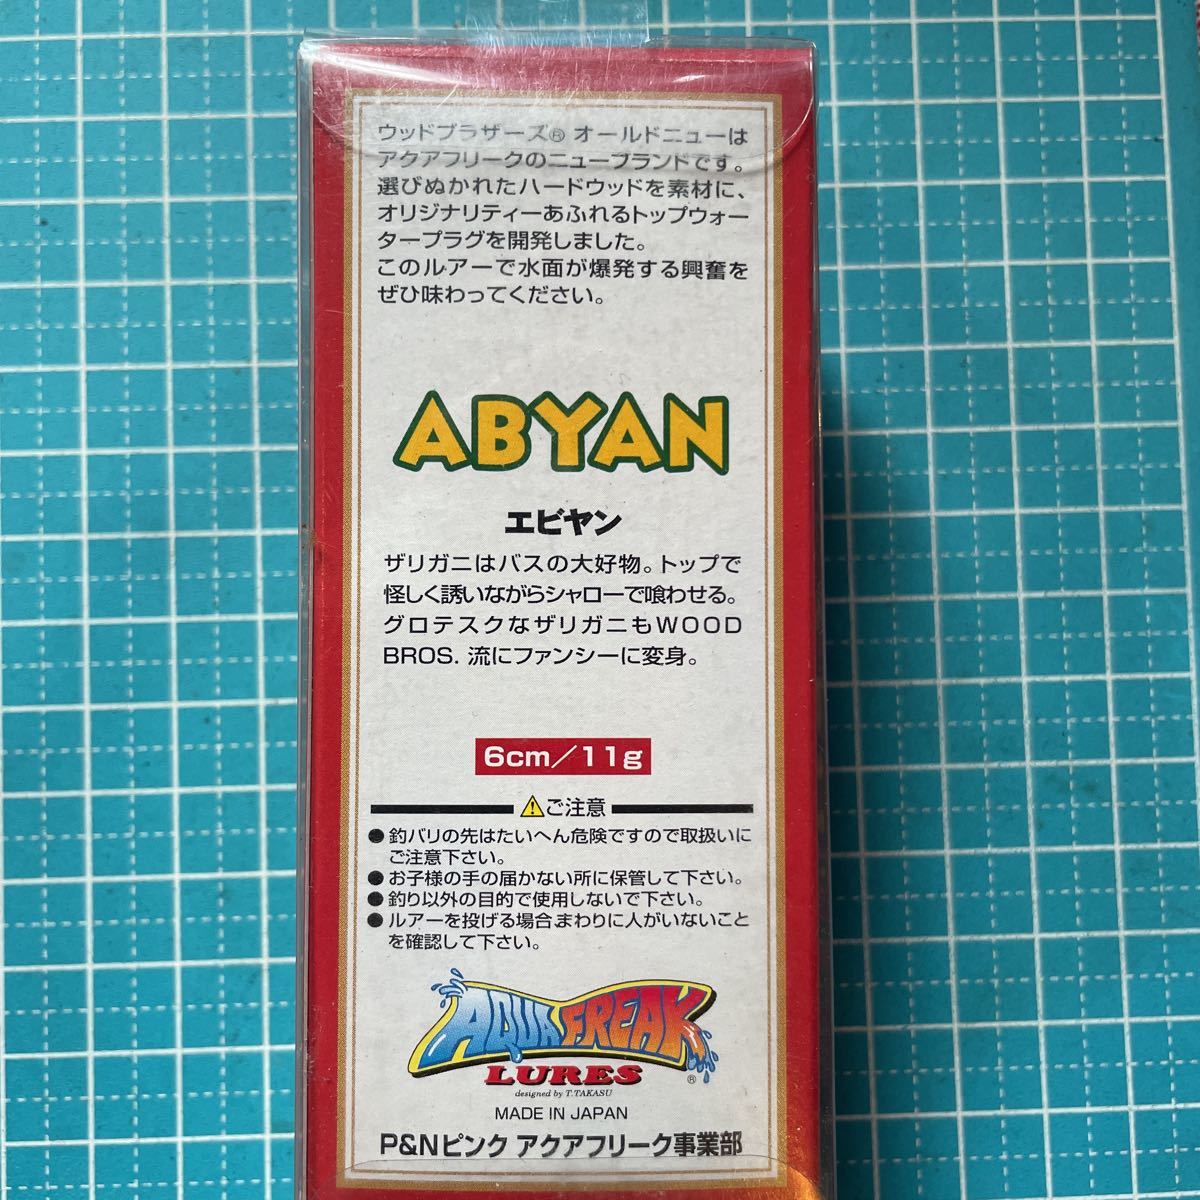 ウッドブラザーズ® オールドニューは
アクアフリークのニューブランドです。
選びぬかれたハードウッドを素材に、
オリジナリティーあふれるトップウォー
タープラグを開発しました。
このルアーで水面が爆発する興奮を
ぜひ味わってください。
ABYAN
エビヤン
ザリガニはバスの大好物。トップで
怪しく誘いながらシャローで喰わせる。
グロテスクなザリガニもWOOD
BROS. 流にファンシーに変身。
6cm/11g
⚠ご注意
●釣バリの先はたいへん危険ですので取扱いに
ご注意下さい。
●お子様の手の届かない所に保管して下さい。
●釣り以外の目的で使用しないで下さい。
●ルアーを投げる場合、まわりに人がいないこと
を確認して下さい。
AQUA FREAK
LURES ®
designed by T.TAKASU
MADE IN JAPAN
P&Nピンク アクアフリーク事業部